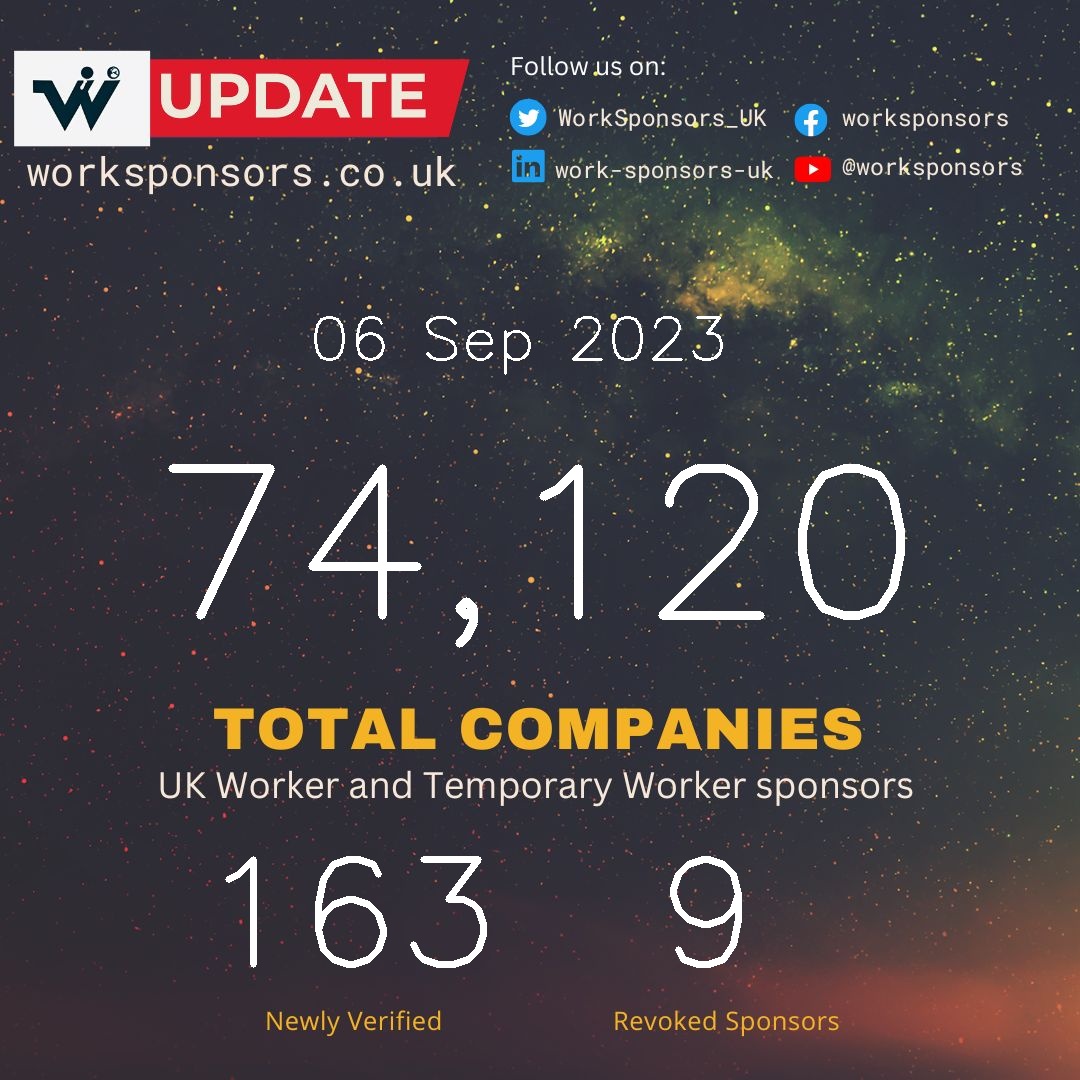 UPDATE
worksponsors.co.uk
Follow us on:
WorkSponsors_UK
worksponsors
work-sponsors-uk
@worksponsors
06 Sep 2023
74,120
TOTAL COMPANIES
UK Worker and Temporary Worker sponsors
163 9
Newly Verified Revoked Sponsors